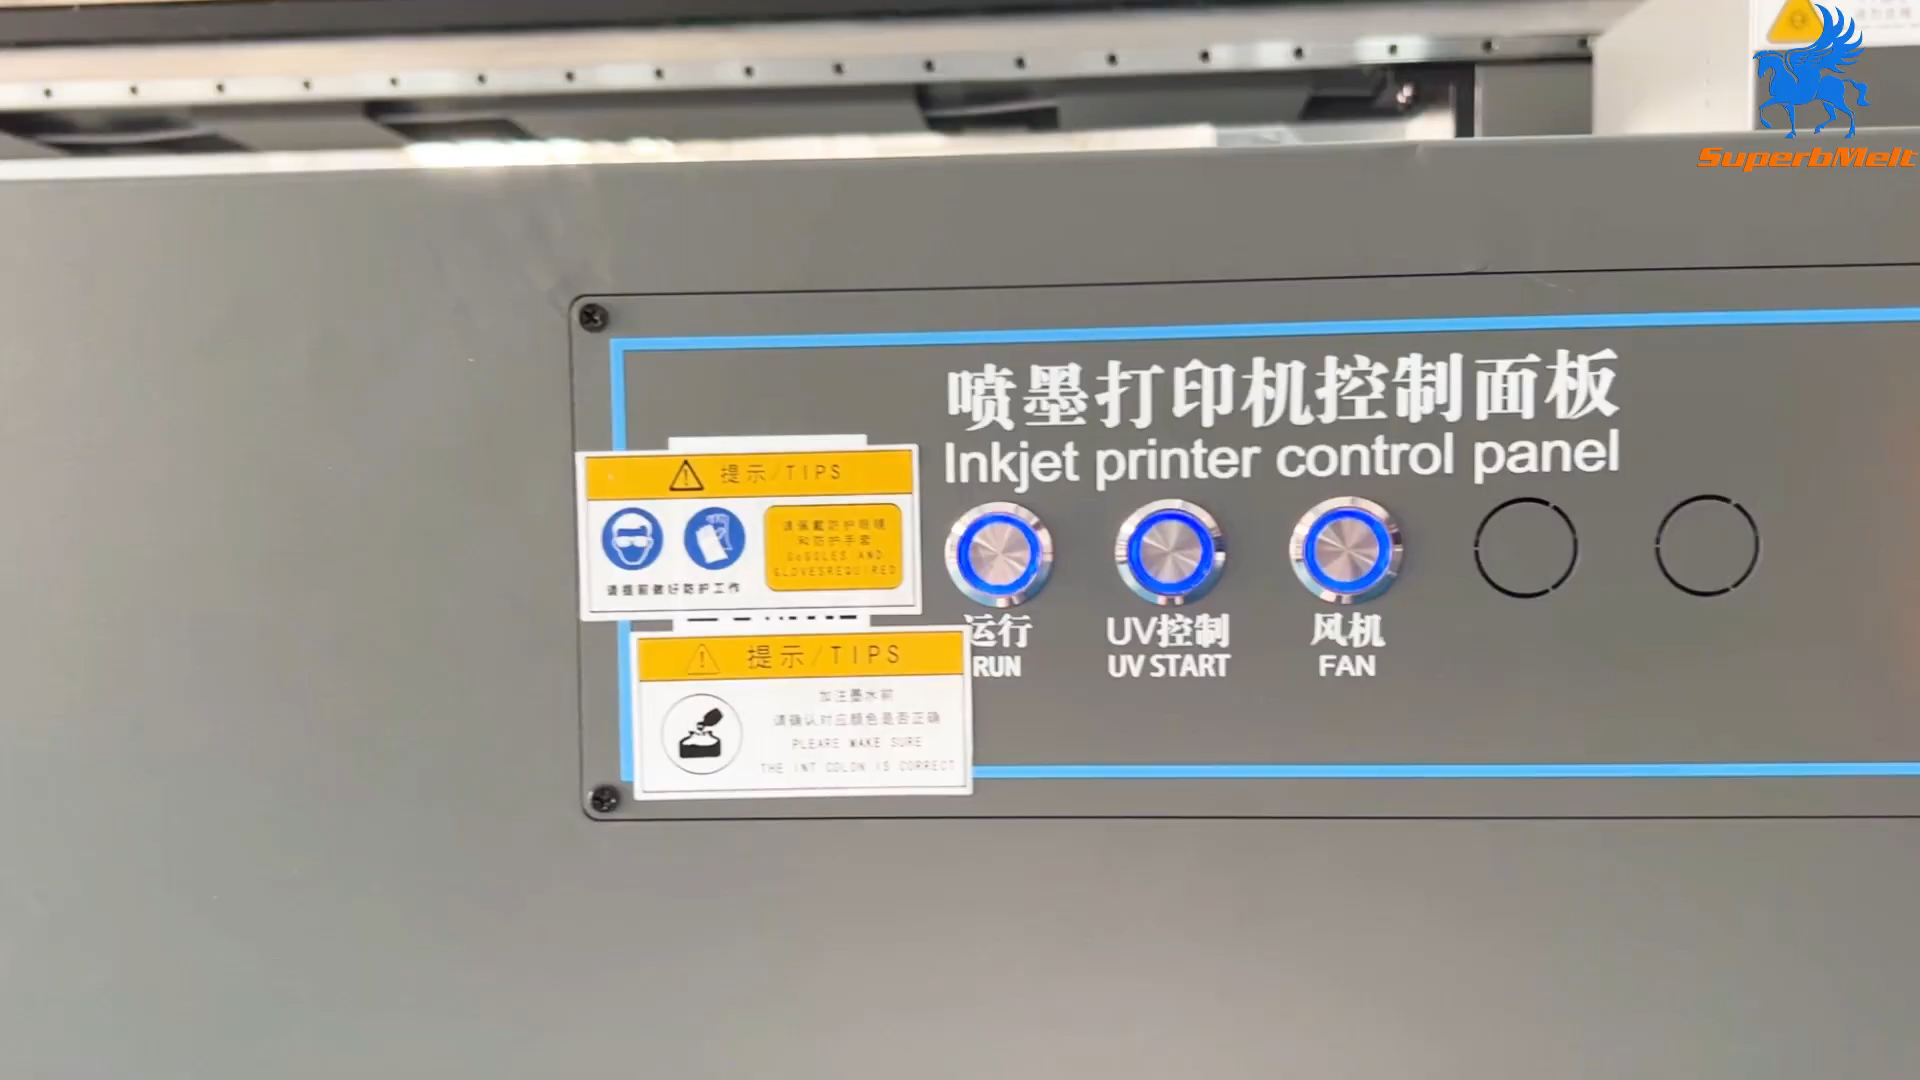 SuperbMelt
喷墨打印机控制面板
Inkjet printer control panel
提示/TIPS
请佩戴防护眼镜
和防护手套
GOGGLES AND
GLOVESREQUIRED
请提前做好防护工作
运行
RUN
UV控制
UV START
风机
FAN
提示/TIPS
加注墨水前
请确认对应颜色是否正确
PLEARE MAKE SURE
THE INT COLON IS CORRECT